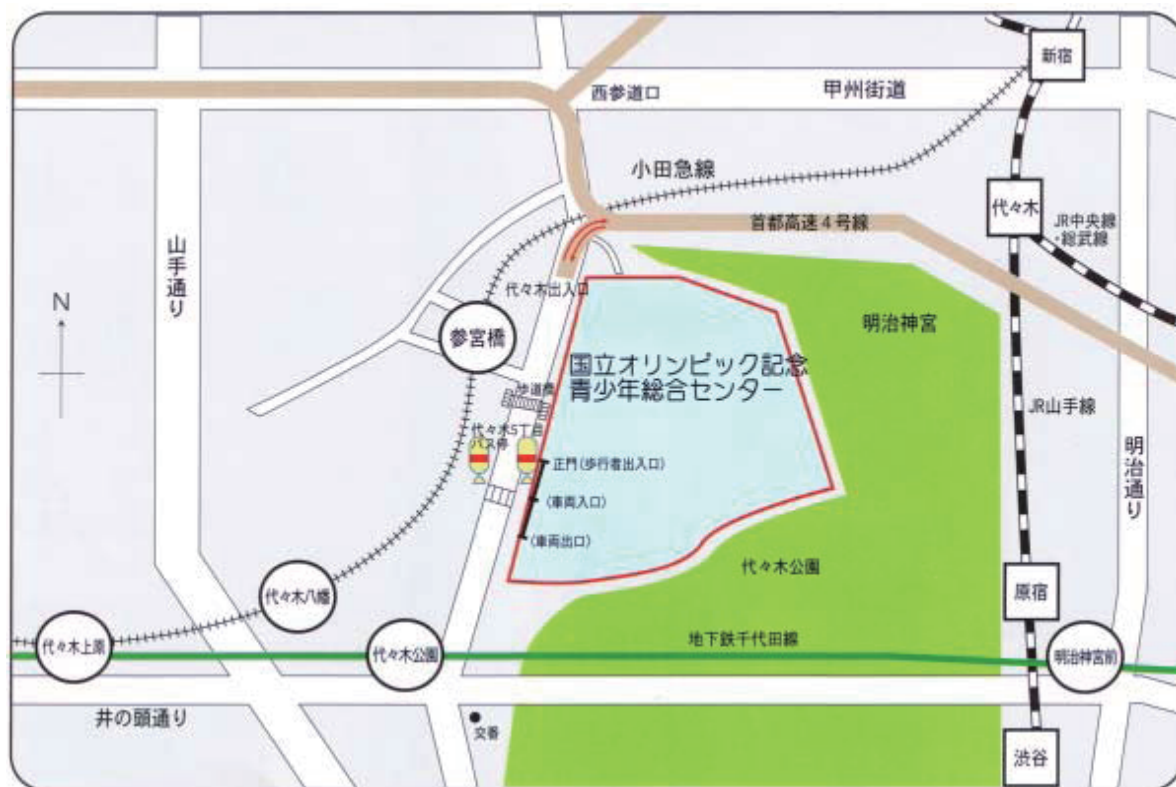 新宿
西参道口
甲州街道
小田急線
代々木
首都高速4号線
JR中央線
・総武線
山手通り
N
代々木出入口
明治神宮
参宮橋
国立オリンピック記念
青少年総合センター
歩道橋
JR山手線
代々木5丁目
バス停
明治通り
正門(歩行者出入口)
(車両入口)
(車両出口)
代々木公園
原宿
代々木八幡
地下鉄千代田線
代々木上原
代々木公園
明治神宮前
井の頭通り
交番
渋谷